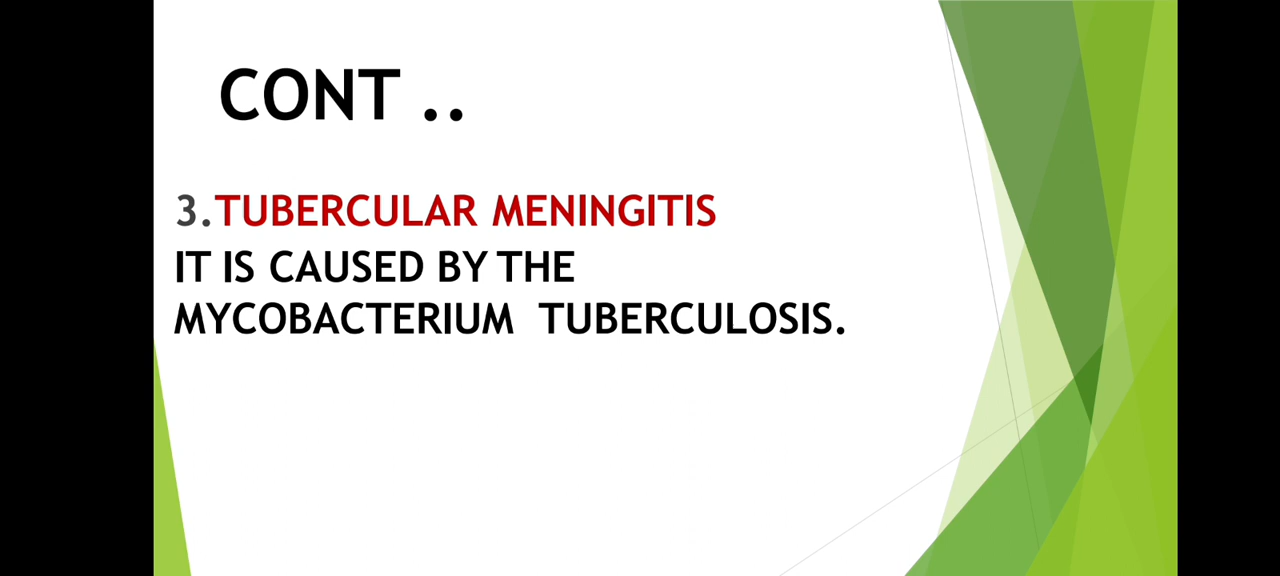 CONT ..
3.TUBERCULAR MENINGITIS
IT IS CAUSED BY THE
MYCOBACTERIUM TUBERCULOSIS.